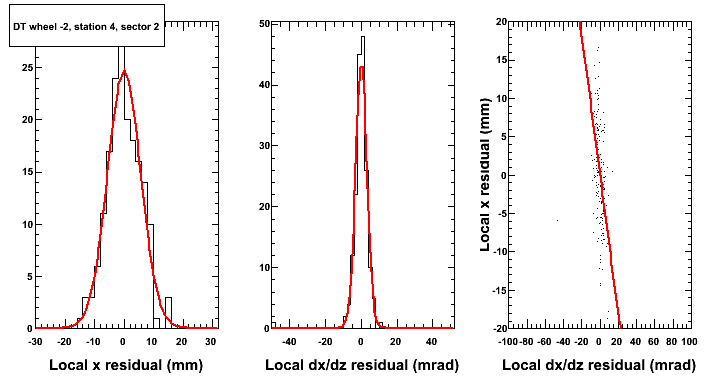 DT wheel -2, station 4, sector 2
25
20
15
10
5
0
-30 -20 -10 0 10 20 30
Local x residual (mm)
50
40
30
20
10
0
-40 -20 0 20 40
Local dx/dz residual (mrad)
Local x residual (mm)
20
15
10
5
0
-5
-10
-15
-20
-100 -80 -60 -40 -20 0 20 40 60 80 100
Local dx/dz residual (mrad)